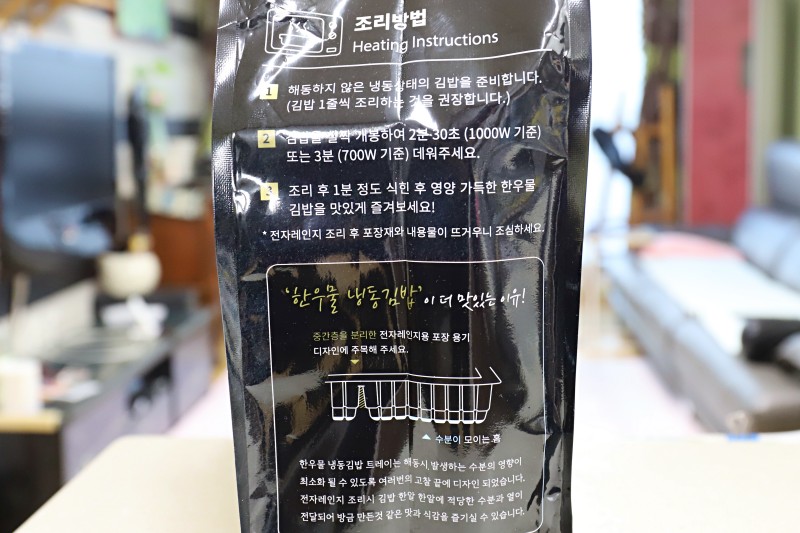 조리방법
Heating Instructions
1 해동하지 않은 냉동상태의 김밥을 준비합니다.
(김밥 1줄씩 조리하는 것을 권장합니다.)
2 김밥을 살짝 개봉하여 2분 30초 (1000W 기준)
또는 3분 (700W 기준) 데워주세요.
3 조리 후 1분 정도 식힌 후 영양 가득한 한우물
김밥을 맛있게 즐겨보세요!
* 전자레인지 조리 후 포장재와 내용물이 뜨거우니 조심하세요.
'한우물 냉동김밥'이 더 맛있는 이유!
중간층을 분리한 전자레인지용 포장 용기
디자인에 주목해 주세요.
수분이 모이는 홈
한우물 냉동김밥 트레이는 해동시 발생하는 수분의 영향이
최소화 될 수 있도록 여러번의 고찰 끝에 디자인 되었습니다.
전자레인지 조리시 김밥 한알 한알에 적당한 수분과 열이
전달되어 방금 만든것 같은 맛과 식감을 즐기실 수 있습니다.